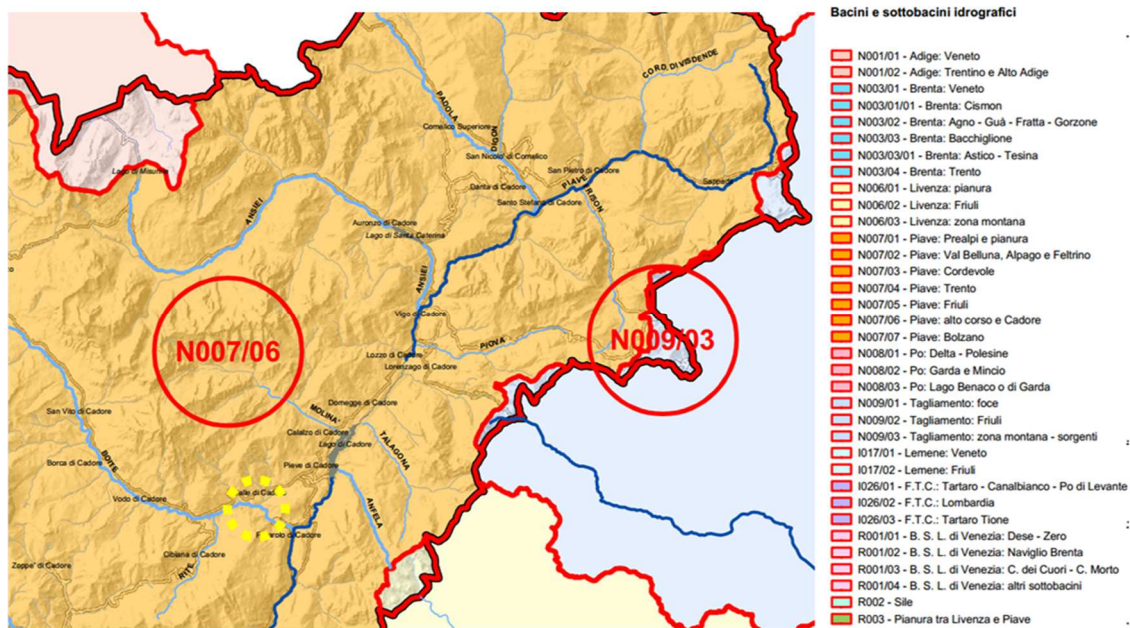 Bacini e sottobacini idrografici
N001/01 - Adige: Veneto
N001/02 - Adige: Trentino e Alto Adige
N003/01 - Brenta: Veneto
N003/01/01 - Brenta: Cismon
N003/02 - Brenta: Agno - Guá - Fratta - Gorzone
N003/03 - Brenta: Bacchiglione
N003/03/01 - Brenta: Astico - Tesina
N003/04 - Brenta: Trento
N006/01 - Livenza: pianura
N006/02 - Livenza: Friuli
N006/03 - Livenza: zona montana
N007/01 - Piave: Prealpi e pianura
N007/02 - Piave: Val Belluna, Alpago e Feltrino
N007/03 - Piave: Cordevole
N007/04 - Piave: Trento
N007/05 - Piave: Friuli
N007/06 - Piave: alto corso e Cadore
N007/07 - Piave: Bolzano
N008/01 - Po: Delta - Polesine
N008/02 - Po: Garda e Mincio
N008/03 - Po: Lago Benaco o di Garda
N009/01 - Tagliamento: foce
N009/02 - Tagliamento: Friuli
N009/03 - Tagliamento: zona montana - sorgenti
I017/01 - Lemene: Veneto
I017/02 - Lemene: Friuli
I026/01 - F.T.C.: Tartaro - Canalbianco - Po di Levante
I026/02 - F.T.C.: Lombardia
I026/03 - F.T.C.: Tartaro Tione
R001/01 - B. S. L. di Venezia: Dese - Zero
R001/02 - B. S. L. di Venezia: Naviglio Brenta
R001/03 - B. S. L. di Venezia: C. dei Cuori - C. Morto
R001/04 - B. S. L. di Venezia: altri sottobacini
R002 - Sile
R003 - Pianura tra Livenza e Piave
CORD. DI VISDENDE
PADOLA
Comelico Superiore
DIGON
San Nicolo' di Comelico
San Pietro di Cadore
Lago di Misurina
Danta di Cadore
PIAVE
FRISON
Sappada
Santo Stefano di Cadore
ANSIEI
Auronzo di Cadore
Lago di Santa Caterina
ANSIEI
Vigo di Cadore
N007/06
N009/03
PIOVA
Lozzo di Cadore
Lorenzago di Cadore
Domegge di Cadore
MOLINA'
San Vito di Cadore
Calalzo di Cadore
Lago di Cadore
TALAGONA
BOITE
Borca di Cadore
Pieve di Cadore
Vodo di Cadore
Valle di Cadore
ANFELA
Perarolo di Cadore
Cibiana di Cadore
Zoppe' di Cadore
RITE